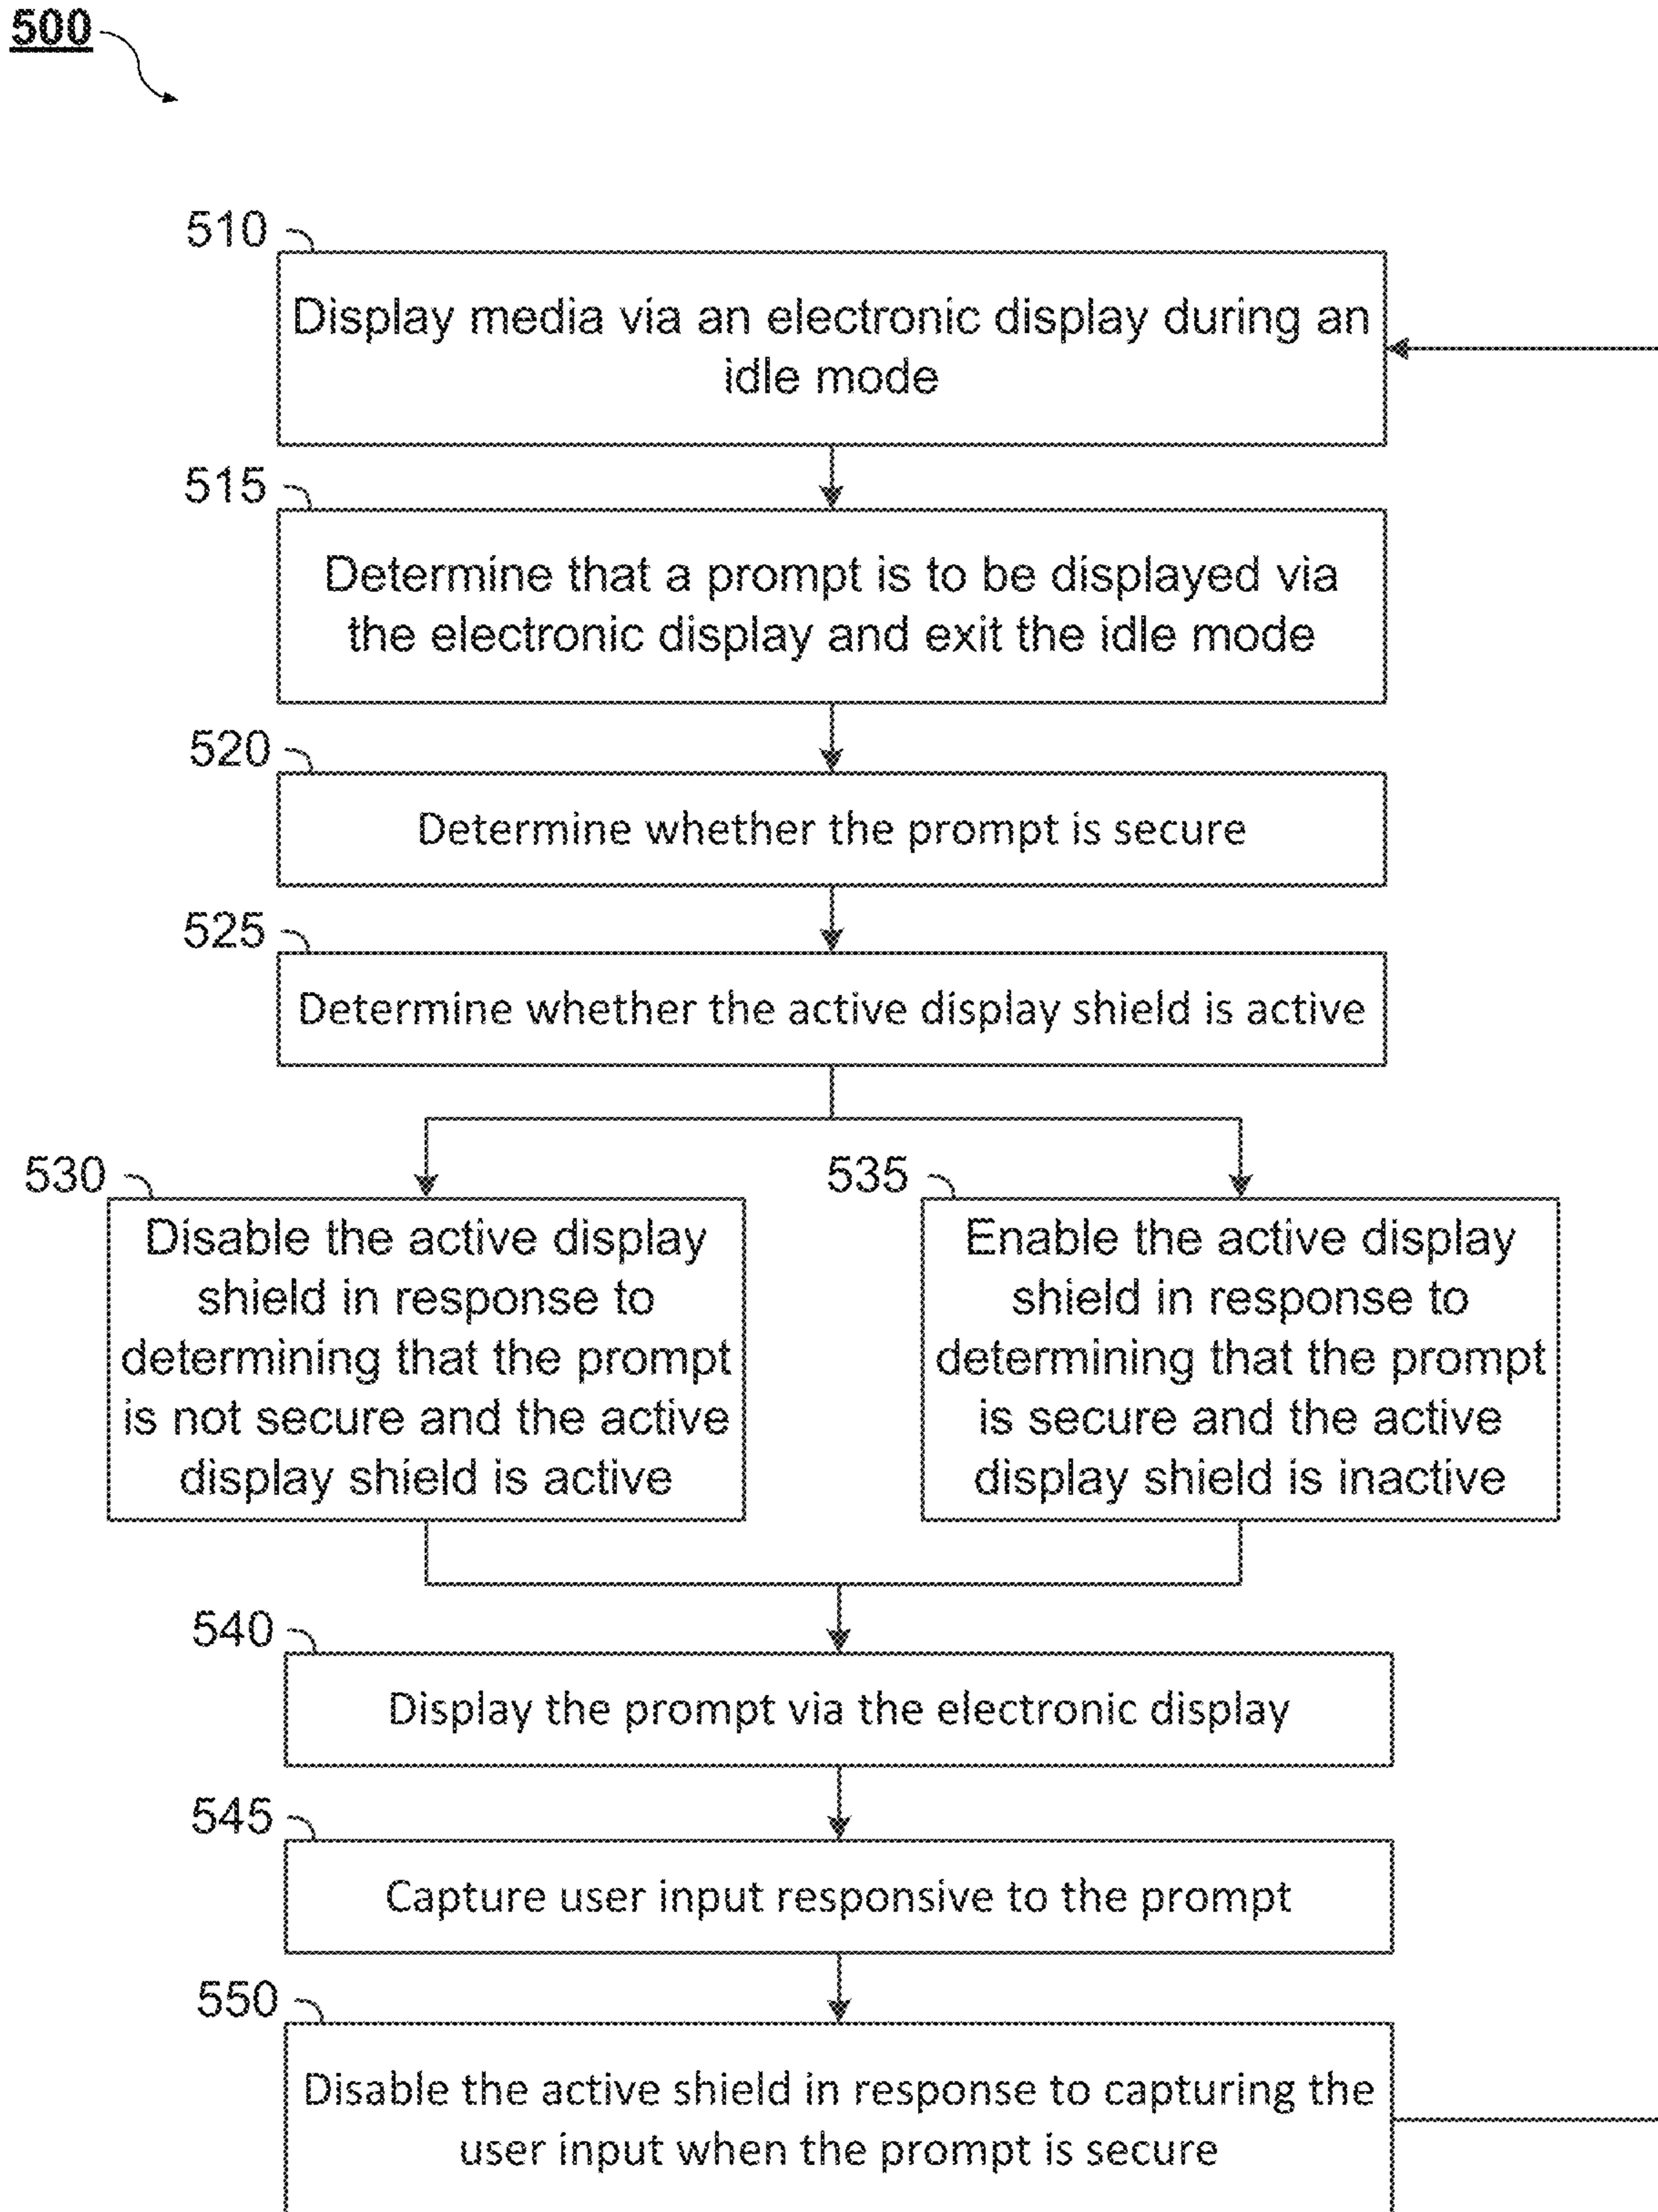 500
510
Display media via an electronic display during an
idle mode
515
Determine that a prompt is to be displayed via
the electronic display and exit the idle mode
520
Determine whether the prompt is secure
525
Determine whether the active display shield is active
530
Disable the active display
shield in response to
determining that the prompt
is not secure and the active
display shield is active
535
Enable the active display
shield in response to
determining that the prompt
is secure and the active
display shield is inactive
540
Display the prompt via the electronic display
545
Capture user input responsive to the prompt
550
Disable the active shield in response to capturing the
user input when the prompt is secure